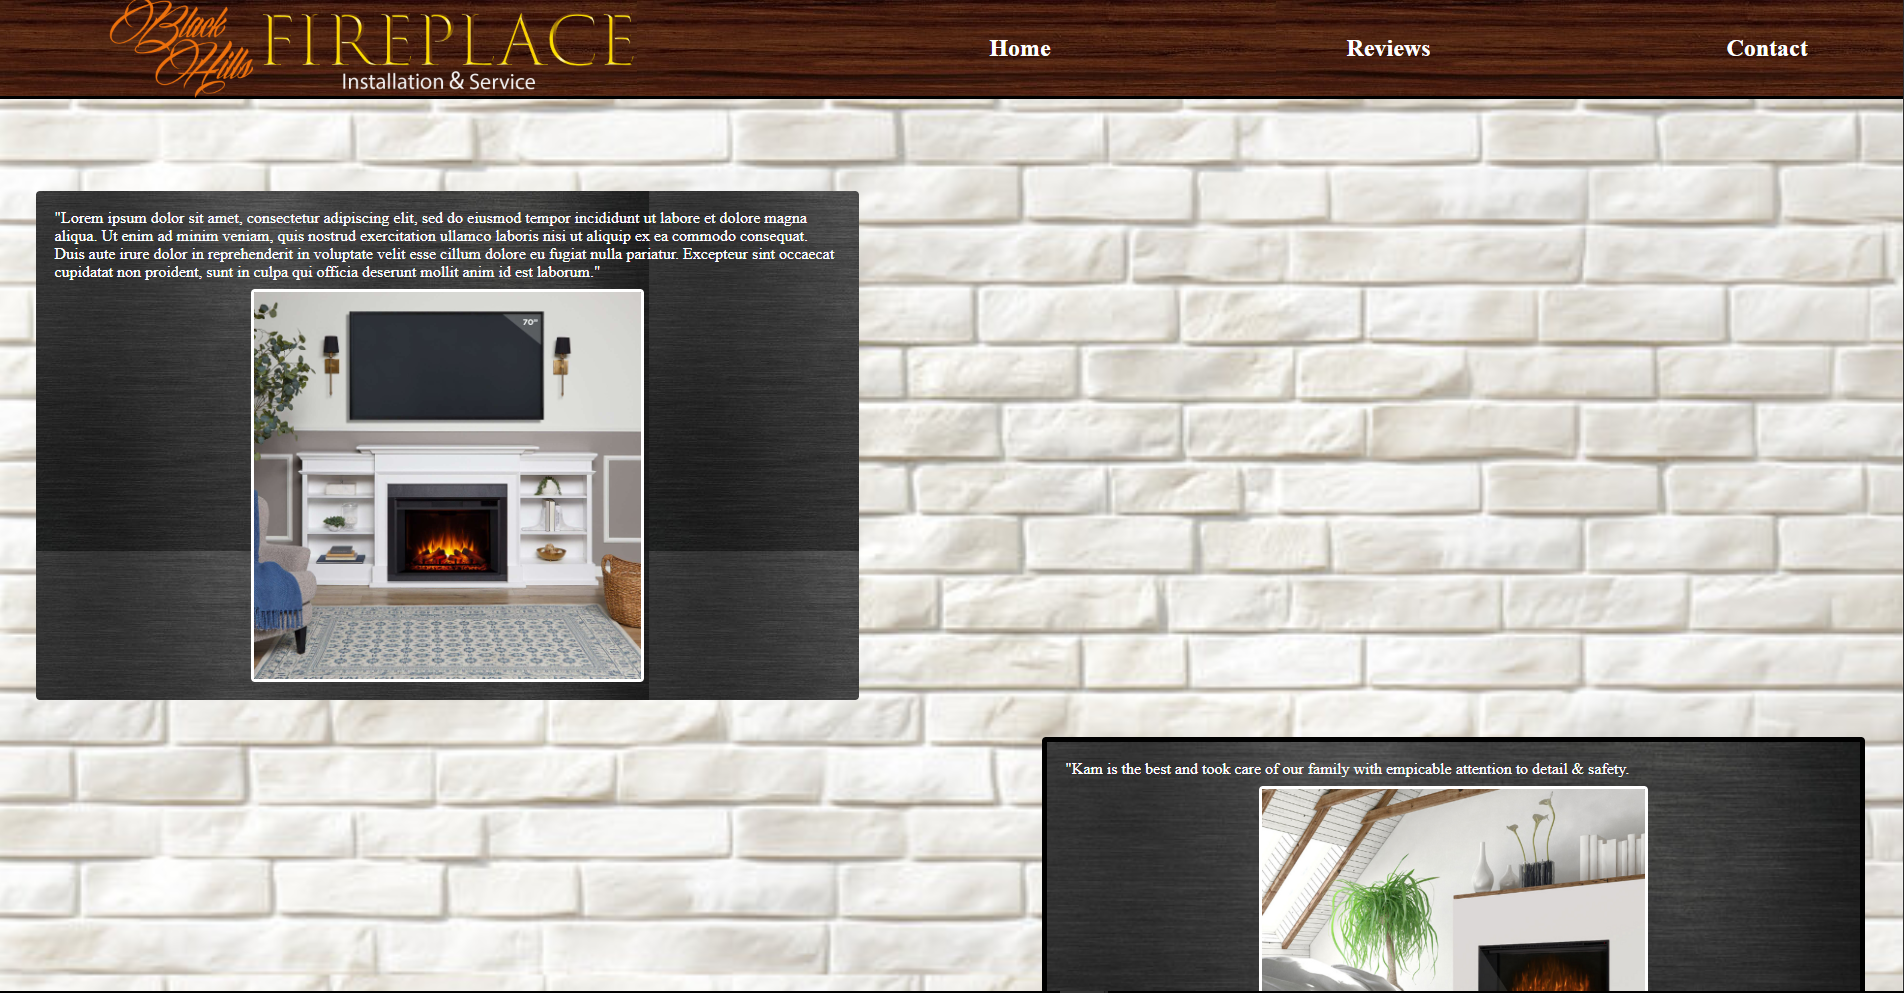 Black Hills FIREPLACE
Installation & Service
Home Reviews Contact
"Lorem ipsum dolor sit amet, consectetur adipiscing elit, sed do eiusmod tempor incididunt ut labore et dolore magna
aliqua. Ut enim ad minim veniam, quis nostrud exercitation ullamco laboris nisi ut aliquip ex ea commodo consequat.
Duis aute irure dolor in reprehenderit in voluptate velit esse cillum dolore eu fugiat nulla pariatur. Excepteur sint occaecat
cupidatat non proident, sunt in culpa qui officia deserunt mollit anim id est laborum."
70"
"Kam is the best and took care of our family with empicable attention to detail & safety.